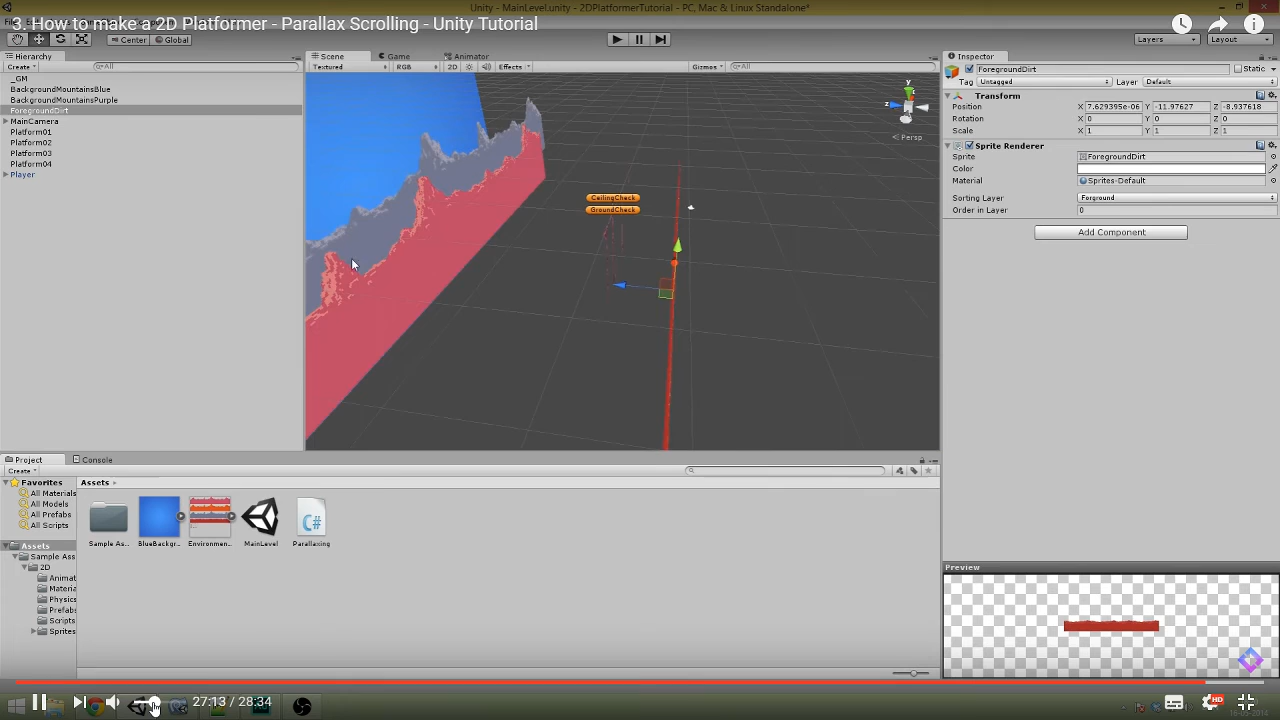 Unity - MainLevel.unity - 2DPlatformerTutorial - PC, Mac & Linux Standalone*
3. How to make a 2D Platformer - Parallax Scrolling - Unity Tutorial
Center Global
Layers Layout
Hierarchy
Create All
_GM
BackgroundMountainsBlue
BackgroundMountainsPurple
ForegroundDirt
MainCamera
Platform01
Platform02
Platform03
Platform04
Player
Scene Game Animator
Textured RGB 2D Effects Gizmos All
y
z
Persp
CeilingCheck
GroundCheck
Inspector
ForegroundDirt Static
Tag Untagged Layer Default
Transform
Position X 7.629395e-06 Y -11.97627 Z -8.937618
Rotation X 0 Y 0 Z 0
Scale X 1 Y 1 Z 1
Sprite Renderer
Sprite ForegroundDirt
Color
Material Sprites-Default
Sorting Layer Forground
Order in Layer 0
Add Component
Project Console
Create
Favorites
All Materials
All Models
All Prefabs
All Scripts
Assets
Sample Ass
2D
Animat
Materia
Physics
Prefabs
Scripts
Sprites
Assets
Sample As...
BlueBackgr...
Environmen...
MainLevel
C#
Parallaxing
Preview
27:13 / 28:34
HD